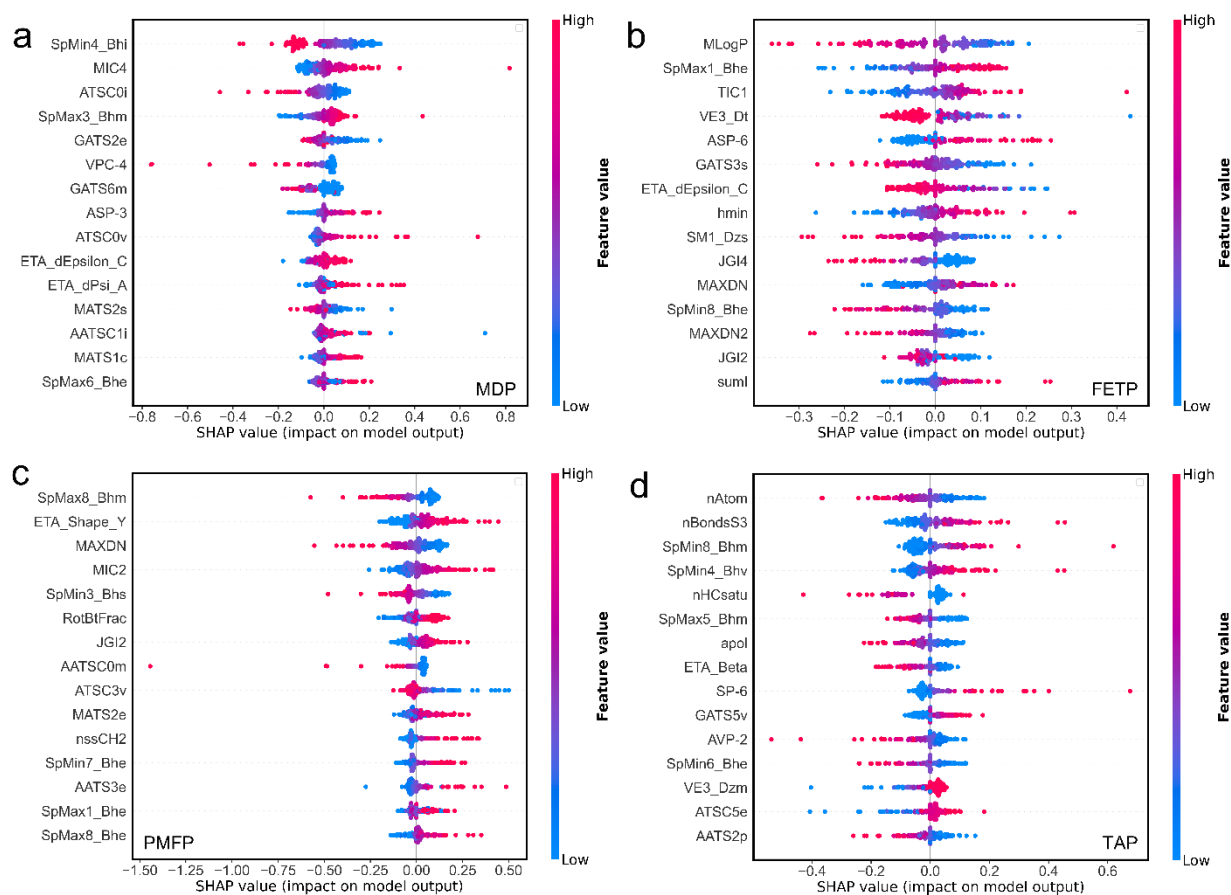 a
SpMin4_Bhi
MIC4
ATSC0i
SpMax3_Bhm
GATS2e
VPC-4
GATS6m
ASP-3
ATSC0v
ETA_dEpsilon_C
ETA_dPsi_A
MATS2s
AATSC1i
MATS1c
SpMax6_Bhe
MDP
−0.8 −0.6 −0.4 −0.2 0.0 0.2 0.4 0.6 0.8
SHAP value (impact on model output)
High
Feature value
Low
b
MLogP
SpMax1_Bhe
TIC1
VE3_Dt
ASP-6
GATS3s
ETA_dEpsilon_C
hmin
SM1_Dzs
JGI4
MAXDN
SpMin8_Bhe
MAXDN2
JGI2
sumI
FETP
−0.3 −0.2 −0.1 0.0 0.1 0.2 0.3 0.4
SHAP value (impact on model output)
High
Feature value
Low
c
SpMax8_Bhm
ETA_Shape_Y
MAXDN
MIC2
SpMin3_Bhs
RotBtFrac
JGI2
AATSC0m
ATSC3v
MATS2e
nssCH2
SpMin7_Bhe
AATS3e
SpMax1_Bhe
SpMax8_Bhe
PMFP
−1.50 −1.25 −1.00 −0.75 −0.50 −0.25 0.00 0.25 0.50
SHAP value (impact on model output)
High
Feature value
Low
d
nAtom
nBondsS3
SpMin8_Bhm
SpMin4_Bhv
nHCsatu
SpMax5_Bhm
apol
ETA_Beta
SP-6
GATS5v
AVP-2
SpMin6_Bhe
VE3_Dzm
ATSC5e
AATS2p
TAP
−0.4 −0.2 0.0 0.2 0.4 0.6
SHAP value (impact on model output)
High
Feature value
Low